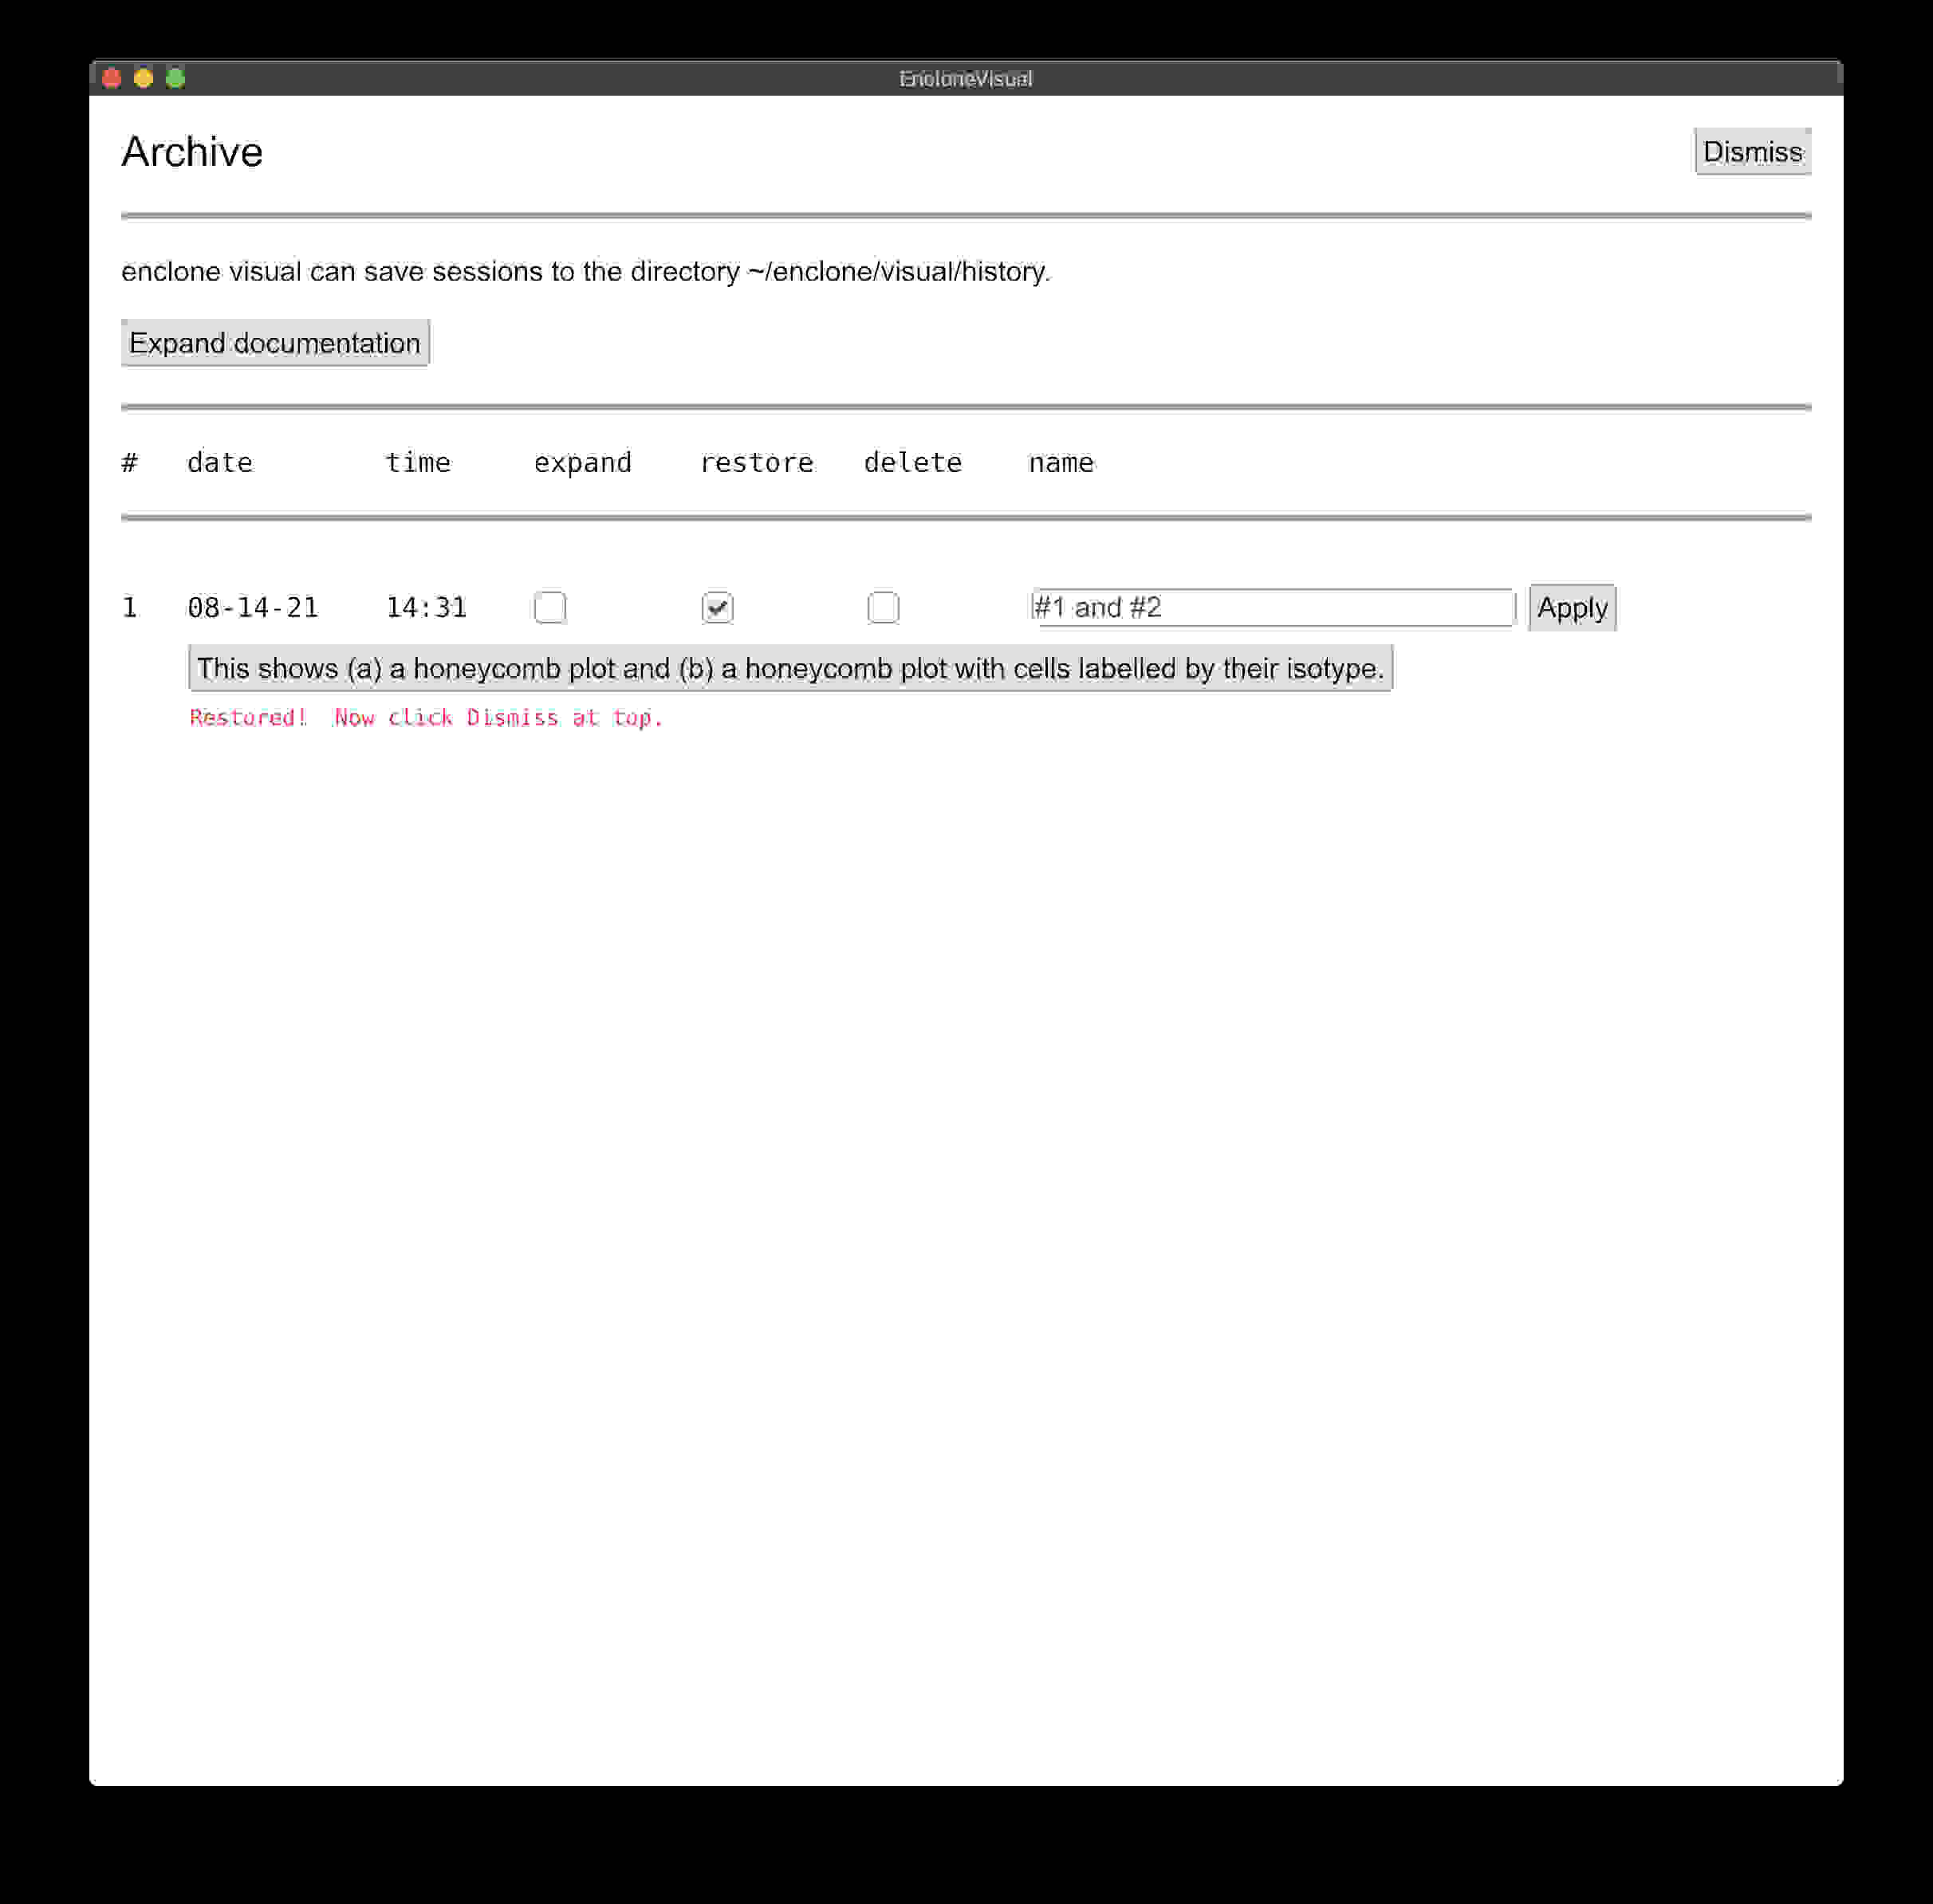 EncloneVisual
Archive Dismiss
enclone visual can save sessions to the directory ~/enclone/visual/history.
Expand documentation
# date time expand restore delete name
1 08-14-21 14:31 #1 and #2 Apply
This shows (a) a honeycomb plot and (b) a honeycomb plot with cells labelled by their isotype.
Restored! Now click Dismiss at top.